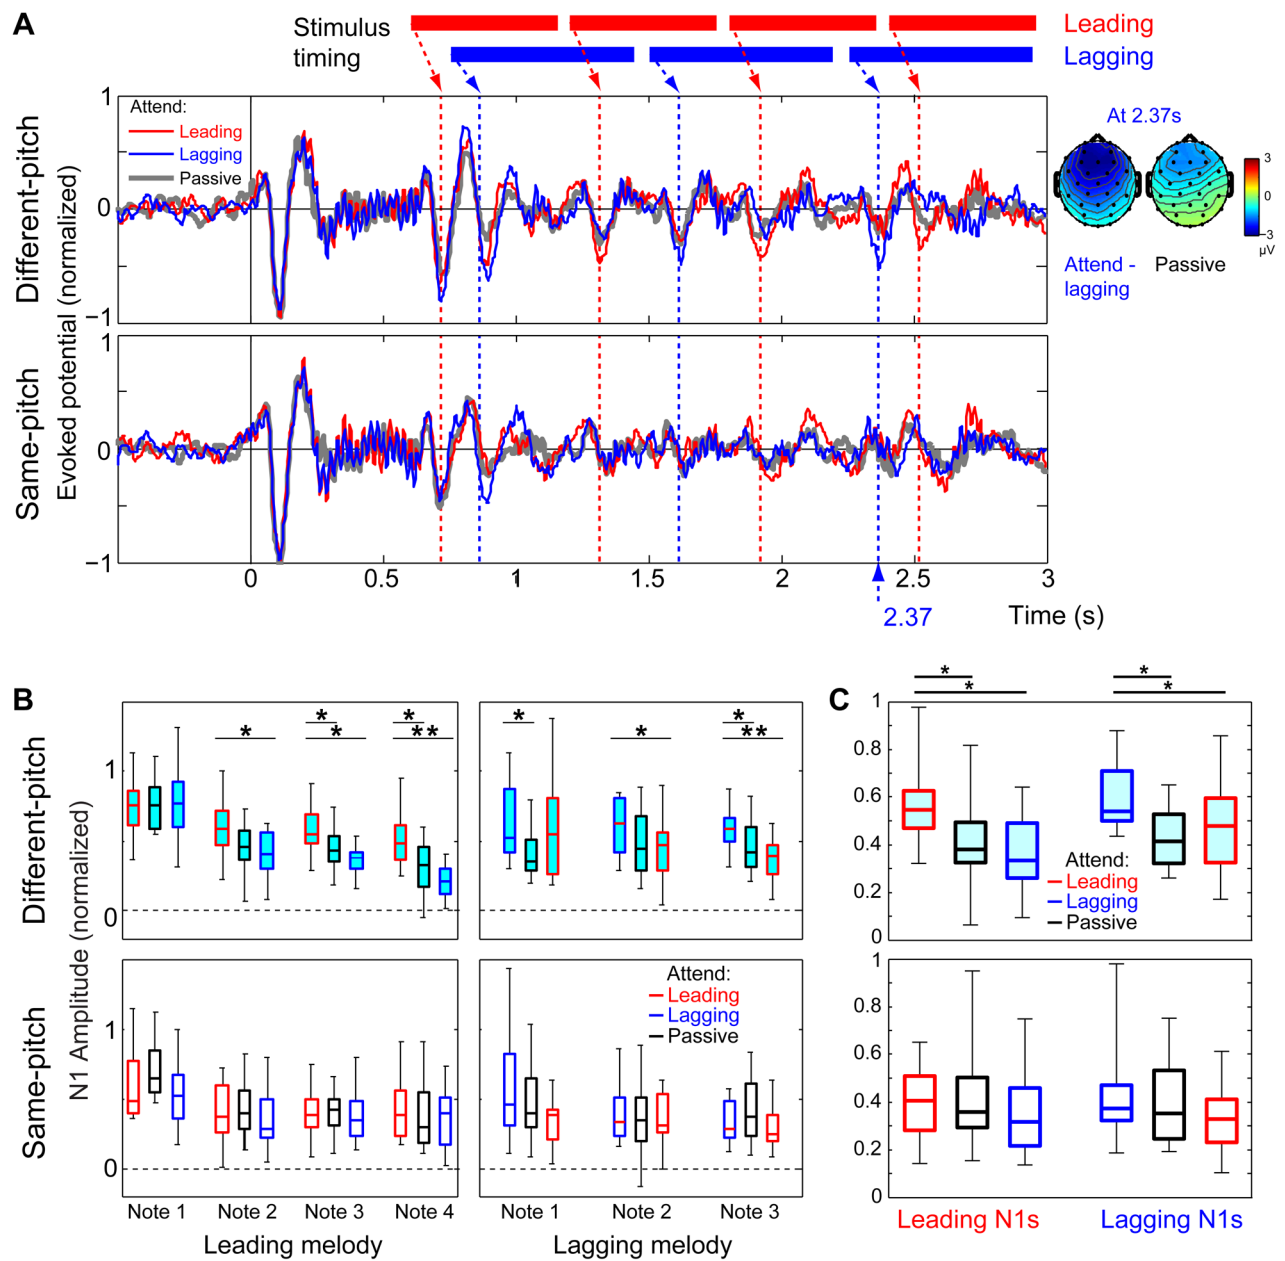 A
Stimulus
timing
Leading
Lagging
Different-pitch
Same-pitch
Evoked potential (normalized)
1
0
−1
Attend:
Leading
Lagging
Passive
At 2.37s
3
0
−3
µV
Attend -
lagging
Passive
1
0
−1
0
0.5
1
1.5
2
2.5
3
2.37
Time (s)
B
Different-pitch
Same-pitch
N1 Amplitude (normalized)
1
0
* * * * **
* * * **
1
0
Attend:
Leading
Lagging
Passive
Note 1
Note 2
Note 3
Note 4
Note 1
Note 2
Note 3
Leading melody
Lagging melody
C
* *
* *
1
0.8
0.6
0.4
0.2
0
Attend:
Leading
Lagging
Passive
1
0.8
0.6
0.4
0.2
0
Leading N1s
Lagging N1s